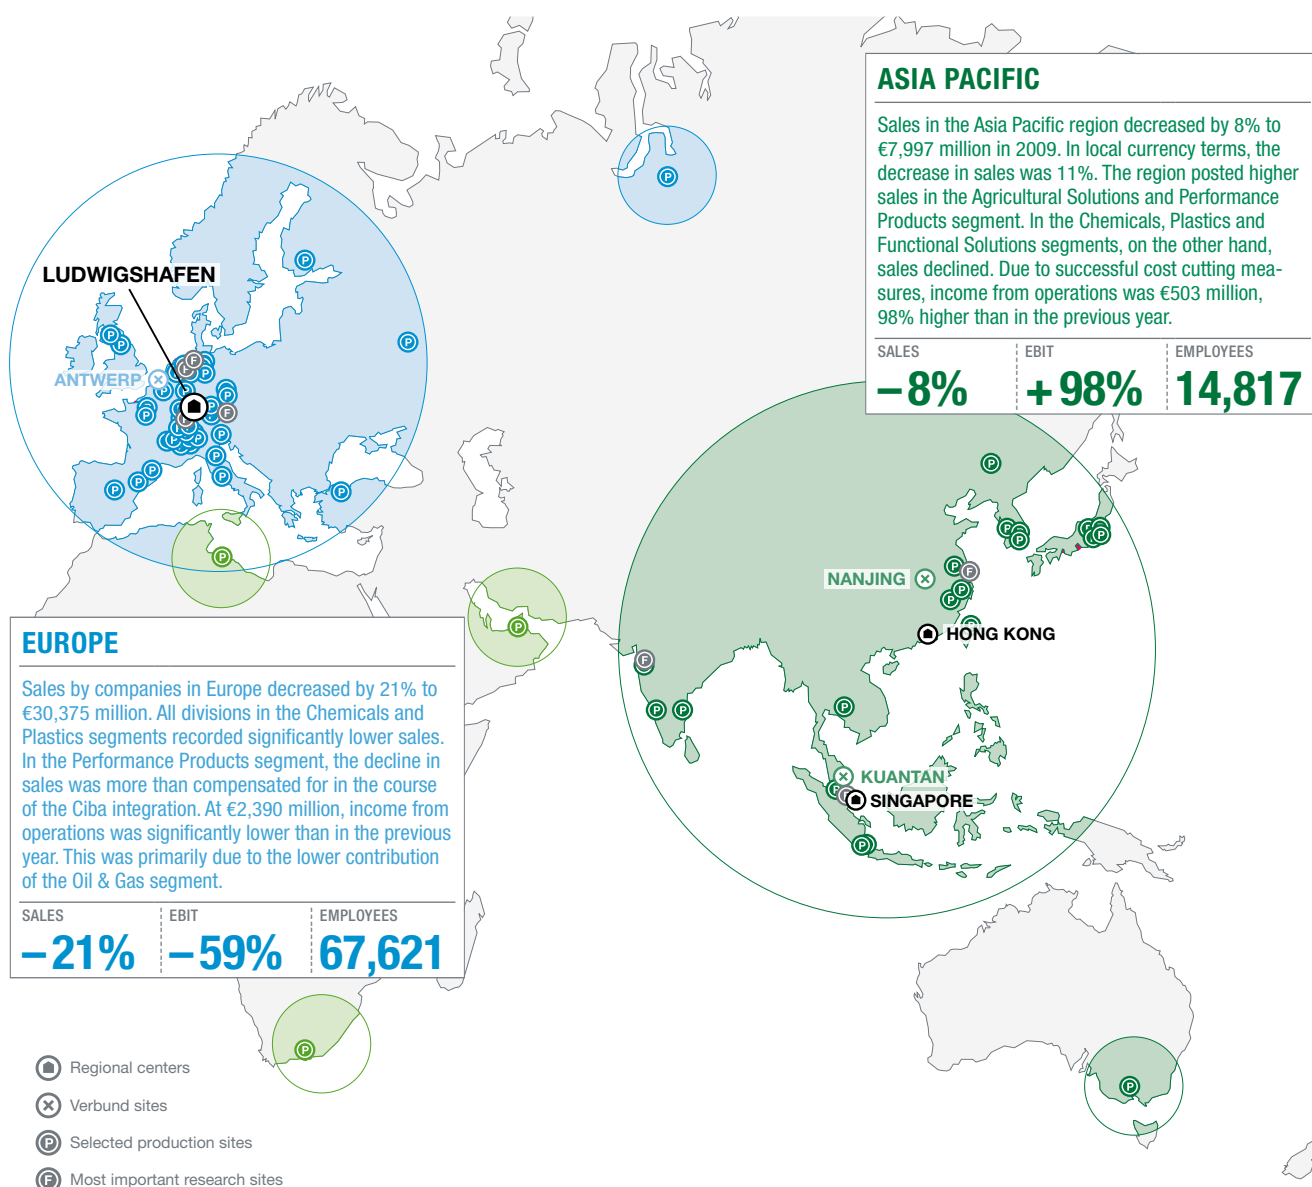 ASIA PACIFIC
Sales in the Asia Pacific region decreased by 8% to
€7,997 million in 2009. In local currency terms, the
decrease in sales was 11%. The region posted higher
sales in the Agricultural Solutions and Performance
Products segment. In the Chemicals, Plastics and
Functional Solutions segments, on the other hand,
sales declined. Due to successful cost cutting mea-
sures, income from operations was €503 million,
98% higher than in the previous year.
SALES EBIT EMPLOYEES
–8% +98% 14,817
LUDWIGSHAFEN
ANTWERP
NANJING
HONG KONG
KUANTAN
SINGAPORE
EUROPE
Sales by companies in Europe decreased by 21% to
€30,375 million. All divisions in the Chemicals and
Plastics segments recorded significantly lower sales.
In the Performance Products segment, the decline in
sales was more than compensated for in the course
of the Ciba integration. At €2,390 million, income from
operations was significantly lower than in the previous
year. This was primarily due to the lower contribution
of the Oil & Gas segment.
SALES EBIT EMPLOYEES
–21% –59% 67,621
Regional centers
Verbund sites
P Selected production sites
F Most important research sites